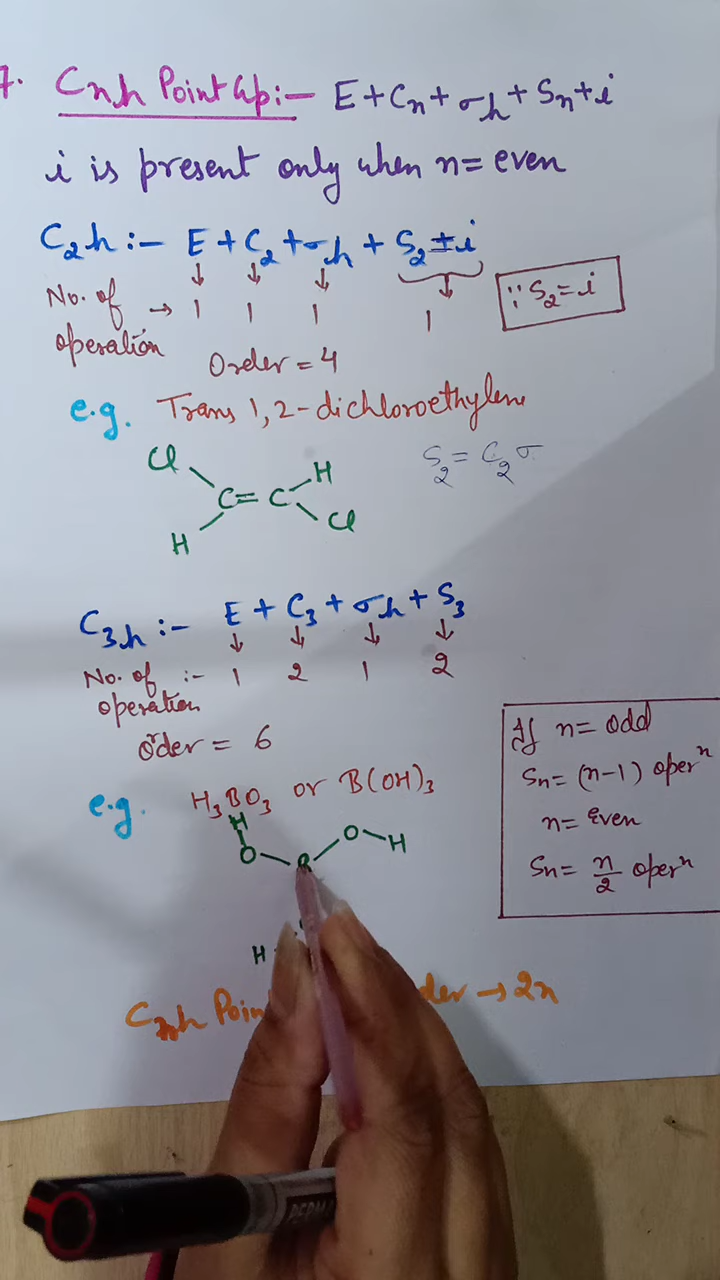 7. Cnh Point Gp:- E + Cn + σh + Sn + i
i is present only when n = even
C2h :- E + C2 + σh + S2 ± i
No. of operation → 1 1 1 1
∵ S2 = i
Order = 4
e.g. Trans 1, 2-dichloroethylene
S2 = C2 σ
Cl H
C = C
H Cl
C3h :- E + C3 + σh + S3
No. of operation :- 1 2 1 2
order = 6
If n = odd
Sn = (n-1) operⁿ
n = Even
Sn = n/2 operⁿ
e.g. H3BO3 or B(OH)3
H
O B O H
H
Cnh Poin der → 2n
PERMA